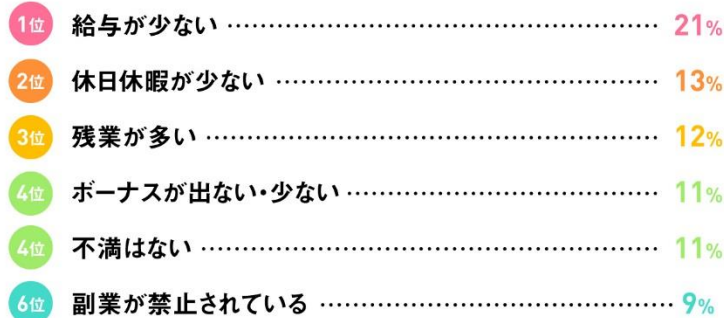 1位 給与が少ない ························ 21%
2位 休日休暇が少ない ························ 13%
3位 残業が多い ························ 12%
4位 ボーナスが出ない・少ない ························ 11%
4位 不満はない ························ 11%
6位 副業が禁止されている ························ 9%